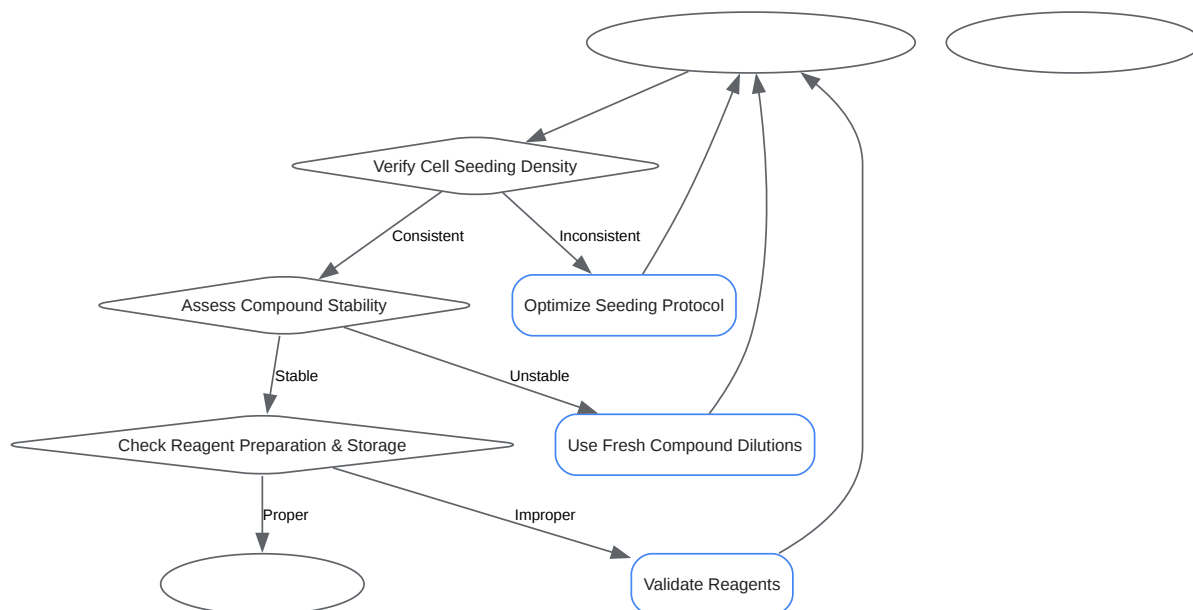 Verify Cell Seeding Density
Consistent
Inconsistent
Assess Compound Stability
Optimize Seeding Protocol
Stable
Unstable
Check Reagent Preparation & Storage
Use Fresh Compound Dilutions
Proper
Improper
Validate Reagents